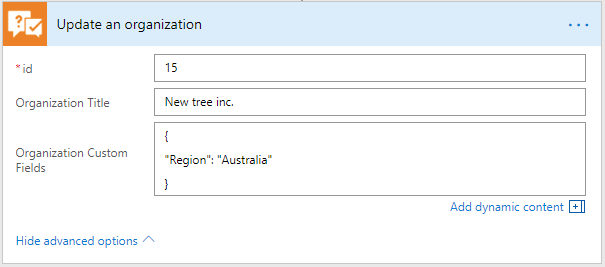 Update an organization
* id
15
Organization Title
New tree inc.
Organization Custom
Fields
{
"Region": "Australia"
}
Add dynamic content
Hide advanced options